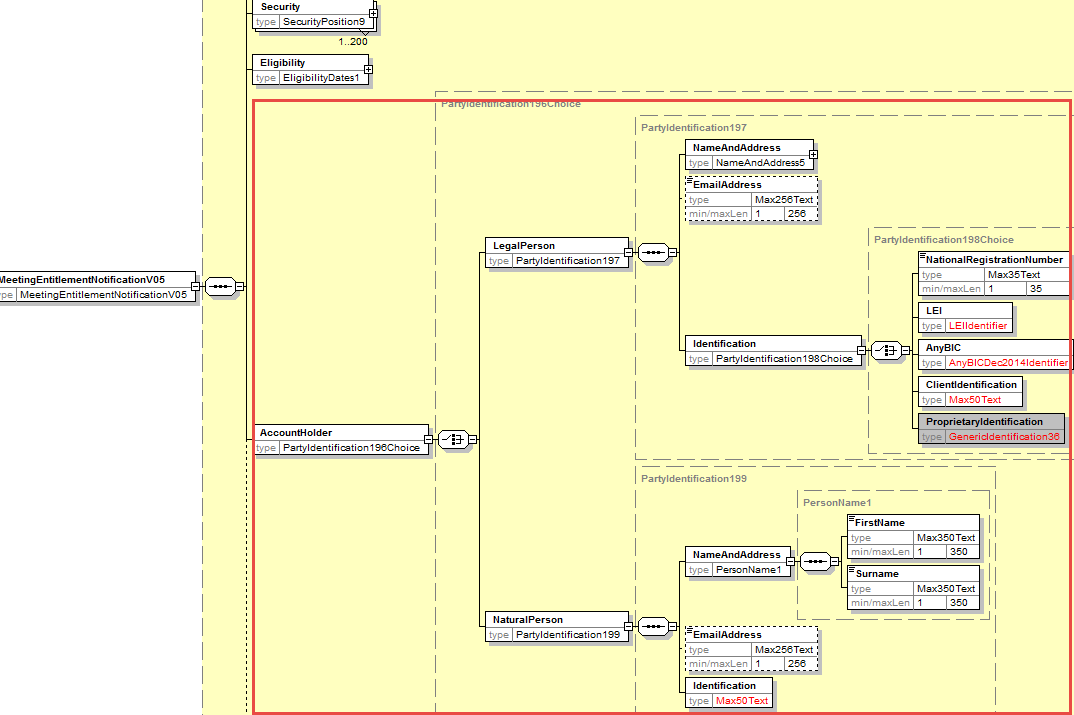 Security
type SecurityPosition9
1..200
Eligibility
type EligibilityDates1
PartyIdentification196Choice
PartyIdentification197
NameAndAddress
type NameAndAddress5
EmailAddress
type Max256Text
min/maxLen 1 256
LegalPerson
type PartyIdentification197
PartyIdentification198Choice
NationalRegistrationNumber
type Max35Text
min/maxLen 1 35
MeetingEntitlementNotificationV05
ype MeetingEntitlementNotificationV05
LEI
type LEIIdentifier
Identification
type PartyIdentification198Choice
AnyBIC
type AnyBICDec2014Identifier
ClientIdentification
type Max50Text
ProprietaryIdentification
type GenericIdentification36
AccountHolder
type PartyIdentification196Choice
PartyIdentification199
PersonName1
FirstName
type Max350Text
min/maxLen 1 350
NameAndAddress
type PersonName1
Surname
type Max350Text
min/maxLen 1 350
NaturalPerson
type PartyIdentification199
EmailAddress
type Max256Text
min/maxLen 1 256
Identification
type Max50Text